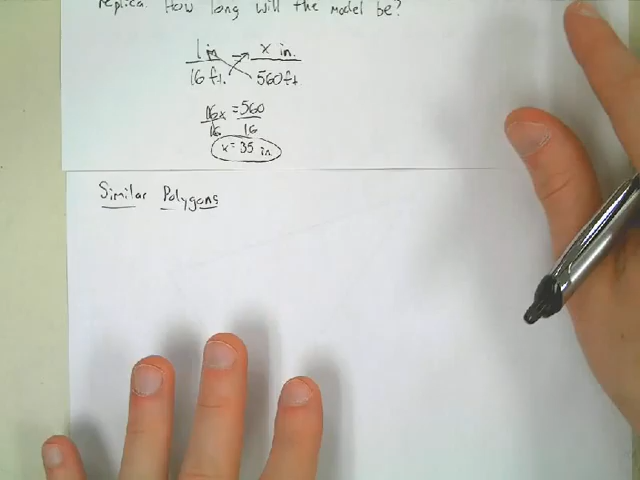 replica. How long will the model be?
1 in = x in.
16 ft. 560 ft.
16x = 560
16 16
x = 35 in
Similar Polygons